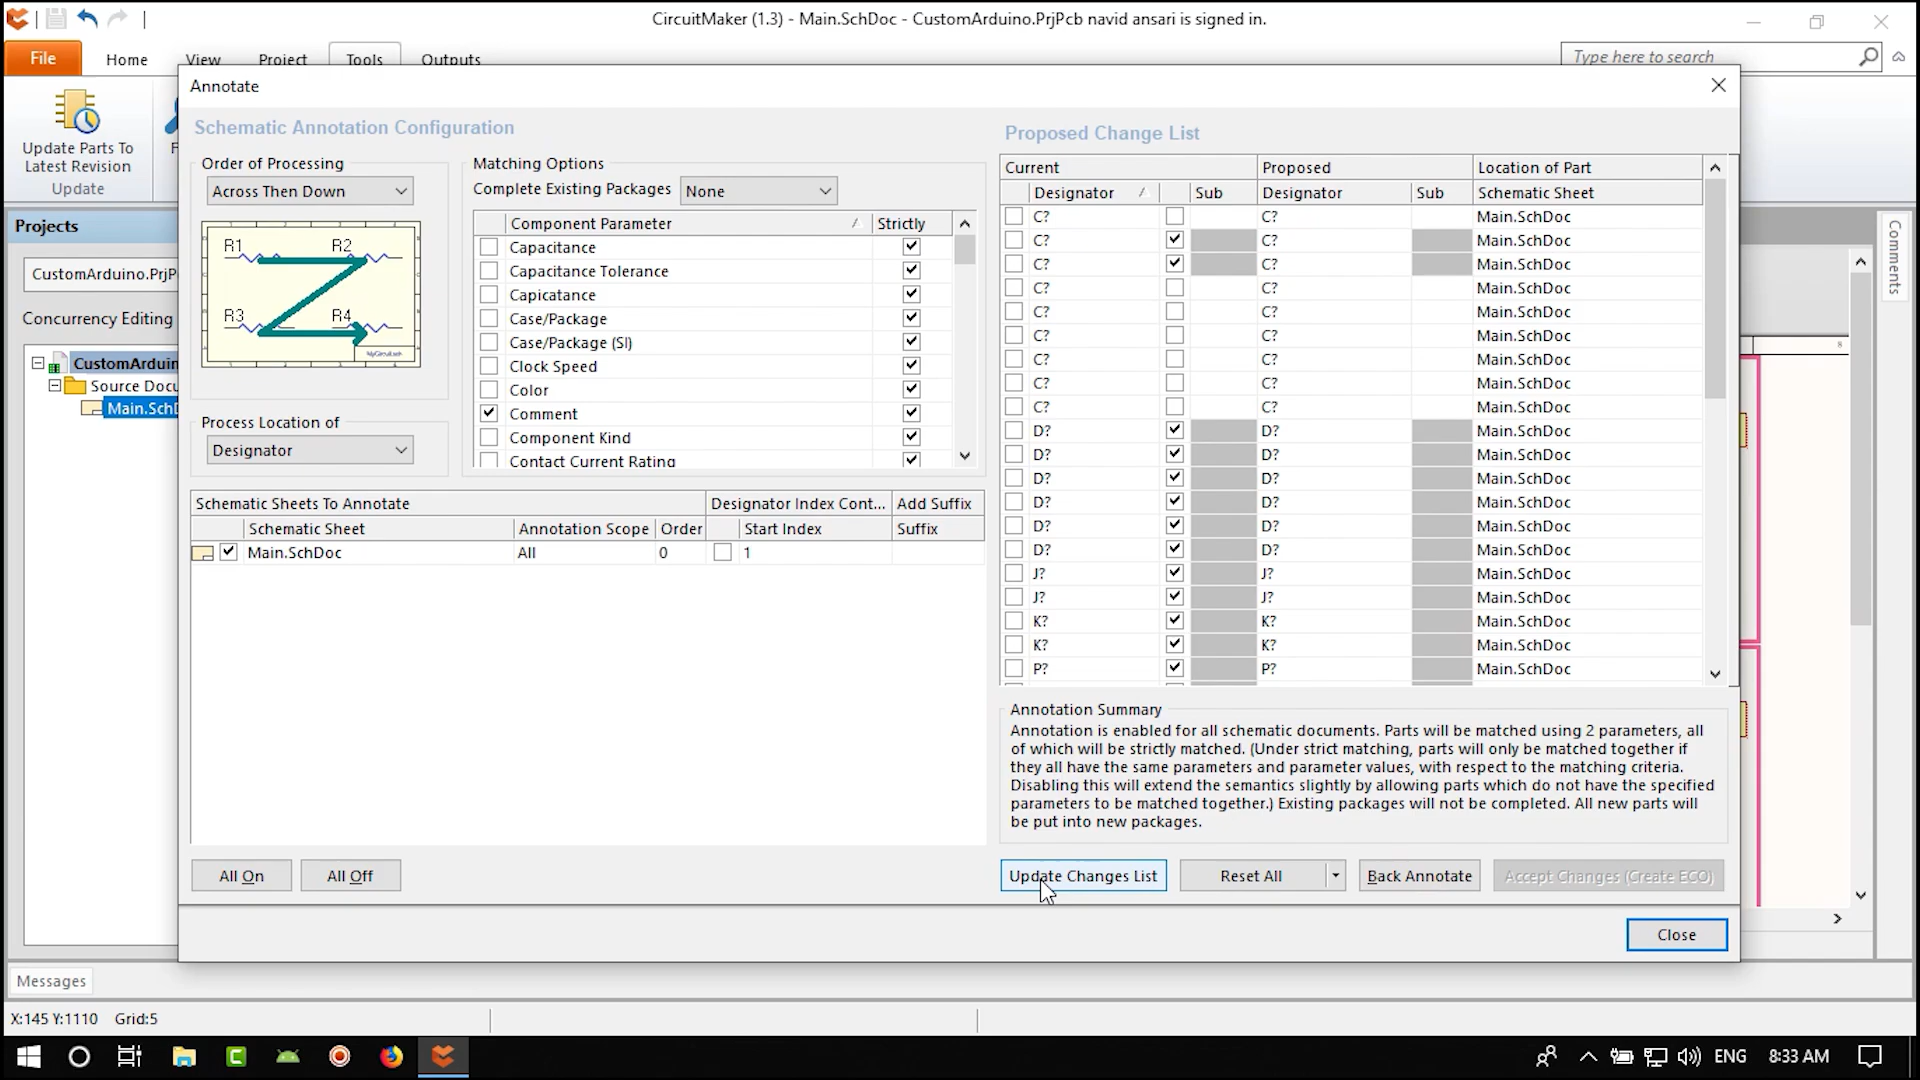 CircuitMaker (1.3) - Main.SchDoc - CustomArduino.PrjPcb navid ansari is signed in.
File Home View Project Tools Outputs
Type here to search
Update Parts To
Latest Revision
Update
Projects
CustomArduino.PrjP
Concurrency Editing
CustomArduin
Source Docu
Main.SchD
Messages
X:145 Y:1110 Grid:5
Comments
Annotate
Schematic Annotation Configuration
Order of Processing
Across Then Down
R1 R2
R3 R4
Process Location of
Designator
Matching Options
Complete Existing Packages None
Component Parameter Strictly
Capacitance
Capacitance Tolerance
Capicatance
Case/Package
Case/Package (SI)
Clock Speed
Color
Comment
Component Kind
Contact Current Rating
Schematic Sheets To Annotate Designator Index Cont... Add Suffix
Schematic Sheet Annotation Scope Order Start Index Suffix
Main.SchDoc All 0 1
All On All Off
Proposed Change List
Current Proposed Location of Part
Designator Sub Designator Sub Schematic Sheet
C? C? Main.SchDoc
C? C? Main.SchDoc
C? C? Main.SchDoc
C? C? Main.SchDoc
C? C? Main.SchDoc
C? C? Main.SchDoc
C? C? Main.SchDoc
C? C? Main.SchDoc
C? C? Main.SchDoc
D? D? Main.SchDoc
D? D? Main.SchDoc
D? D? Main.SchDoc
D? D? Main.SchDoc
D? D? Main.SchDoc
D? D? Main.SchDoc
J? J? Main.SchDoc
J? J? Main.SchDoc
K? K? Main.SchDoc
K? K? Main.SchDoc
P? P? Main.SchDoc
Annotation Summary
Annotation is enabled for all schematic documents. Parts will be matched using 2 parameters, all
of which will be strictly matched. (Under strict matching, parts will only be matched together if
they all have the same parameters and parameter values, with respect to the matching criteria.
Disabling this will extend the semantics slightly by allowing parts which do not have the specified
parameters to be matched together.) Existing packages will not be completed. All new parts will
be put into new packages.
Update Changes List Reset All Back Annotate Accept Changes (Create ECO)
Close
ENG 8:33 AM